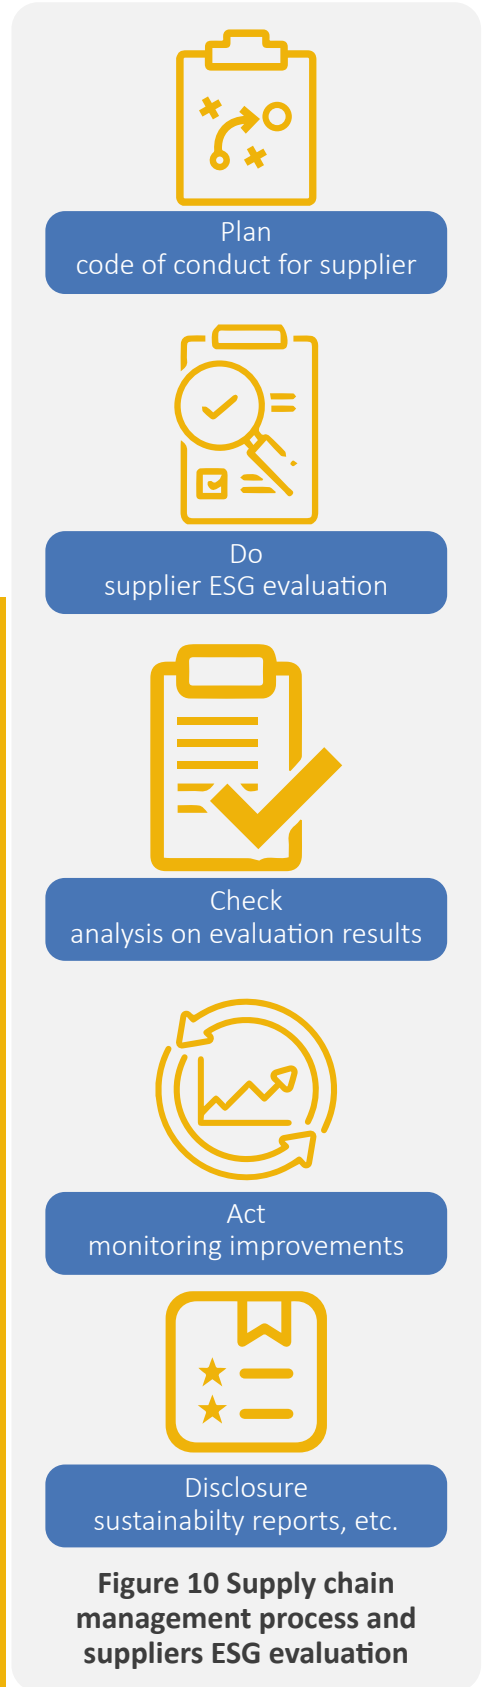 Plan
code of conduct for supplier
Do
supplier ESG evaluation
Check
analysis on evaluation results
Act
monitoring improvements
Disclosure
sustainabilty reports, etc.
Figure 10 Supply chain
management process and
suppliers ESG evaluation